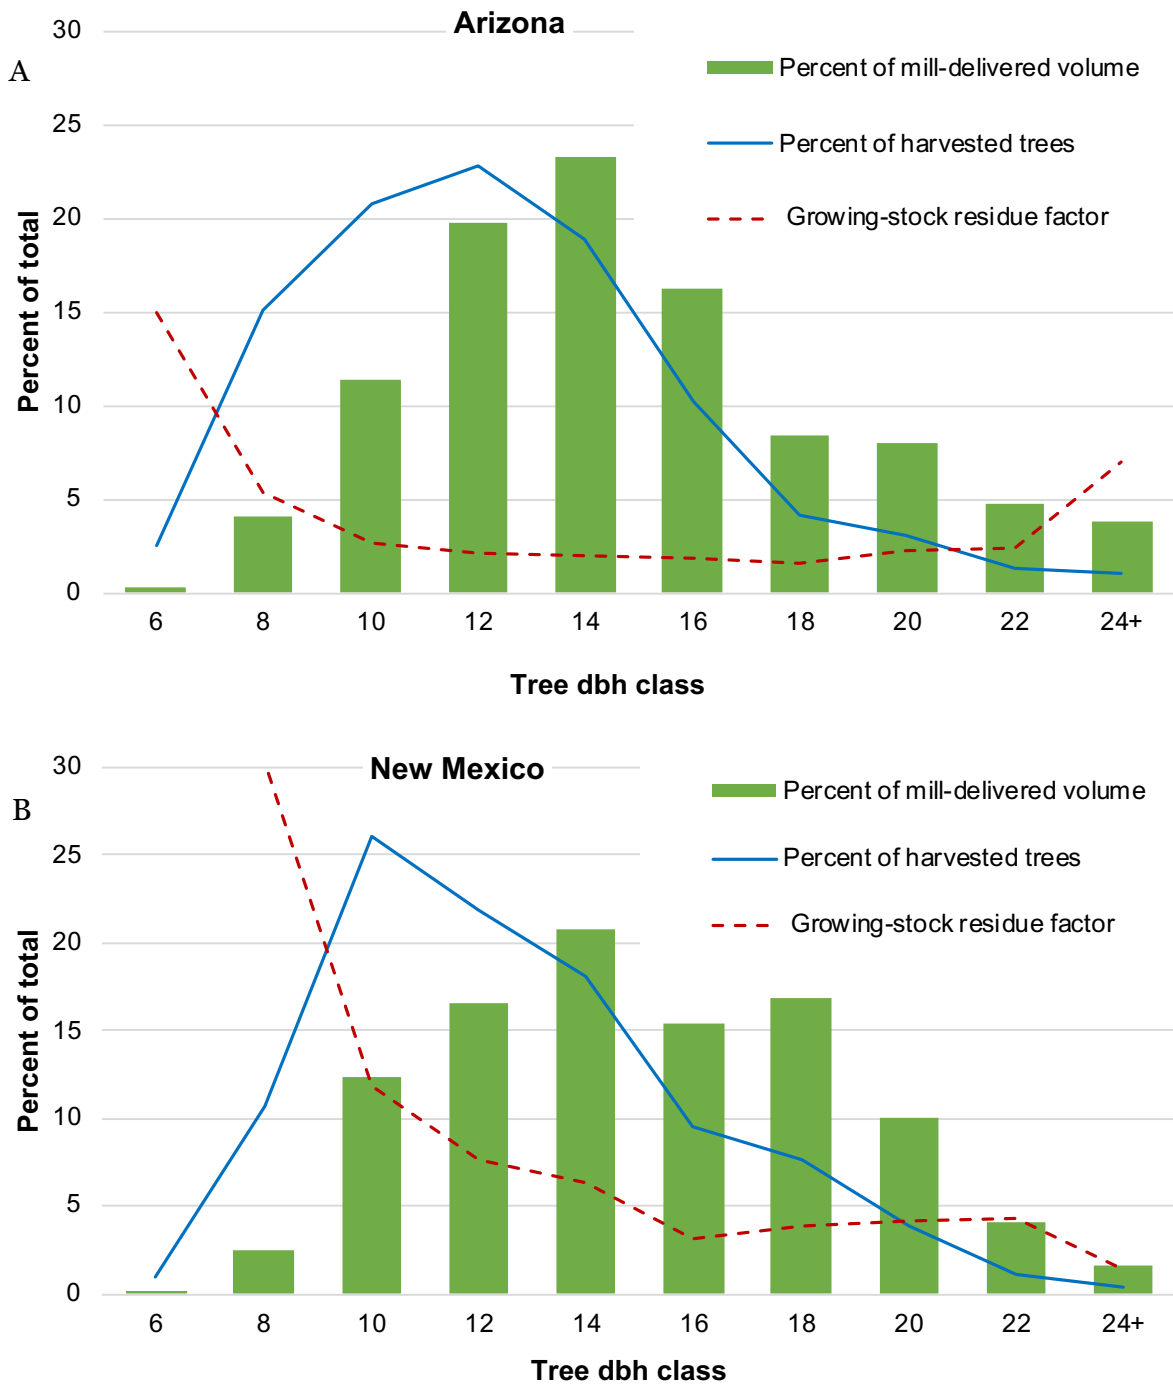 Arizona
A
30
25
20
15
10
5
0
Percent of total
Percent of mill-delivered volume
Percent of harvested trees
Growing-stock residue factor
6 8 10 12 14 16 18 20 22 24+
Tree dbh class
New Mexico
B
30
25
20
15
10
5
0
Percent of total
Percent of mill-delivered volume
Percent of harvested trees
Growing-stock residue factor
6 8 10 12 14 16 18 20 22 24+
Tree dbh class